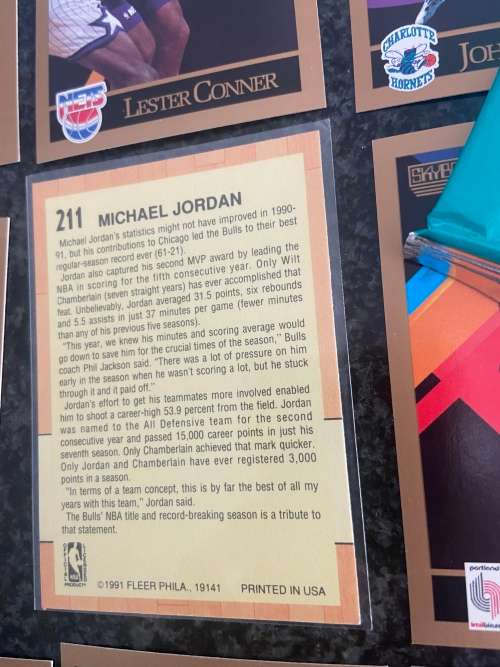 NETS
LESTER CONNER
CHARLOTTE
HORNETS
JOH
SKYBO
211 MICHAEL JORDAN
Michael Jordan's statistics might not have improved in 1990-
91, but his contributions to Chicago led the Bulls to their best
regular-season record ever (61-21).
Jordan also captured his second MVP award by leading the
NBA in scoring for the fifth consecutive year. Only Wilt
Chamberlain (seven straight years) has ever accomplished that
feat. Unbelievably, Jordan averaged 31.5 points, six rebounds
and 5.5 assists in just 37 minutes per game (fewer minutes
than any of his previous five seasons).
"This year, we knew his minutes and scoring average would
go down to save him for the crucial times of the season," Bulls
coach Phil Jackson said. "There was a lot of pressure on him
early in the season when he wasn't scoring a lot, but he stuck
through it and it paid off."
Jordan's effort to get his teammates more involved enabled
him to shoot a career-high 53.9 percent from the field. Jordan
was named to the All Defensive team for the second
consecutive year and passed 15,000 career points in just his
seventh season. Only Chamberlain achieved that mark quicker.
Only Jordan and Chamberlain have ever registered 3,000
points in a season.
"In terms of a team concept, this is by far the best of all my
years with this team," Jordan said.
The Bulls' NBA title and record-breaking season is a tribute to
that statement.
OFFICIAL
NBA
PRODUCT
©1991 FLEER PHILA., 19141 PRINTED IN USA
portland